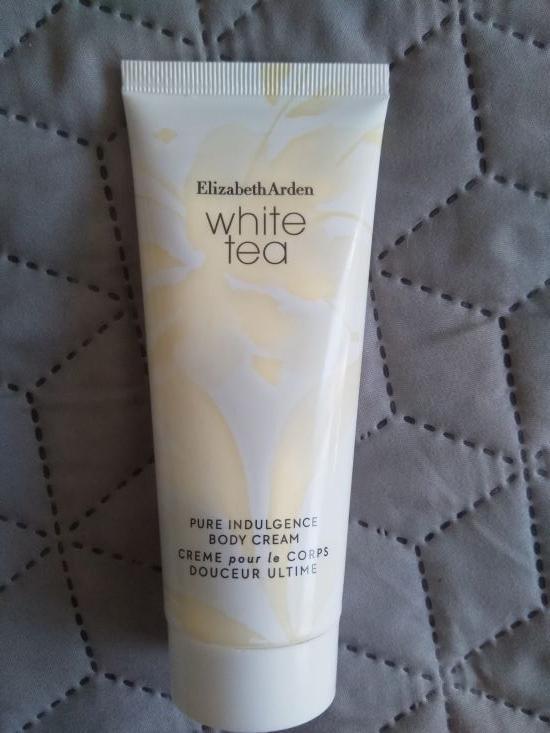 ElizabethArden
white
tea
PURE INDULGENCE
BODY CREAM
CREME pour le CORPS
DOUCEUR ULTIME